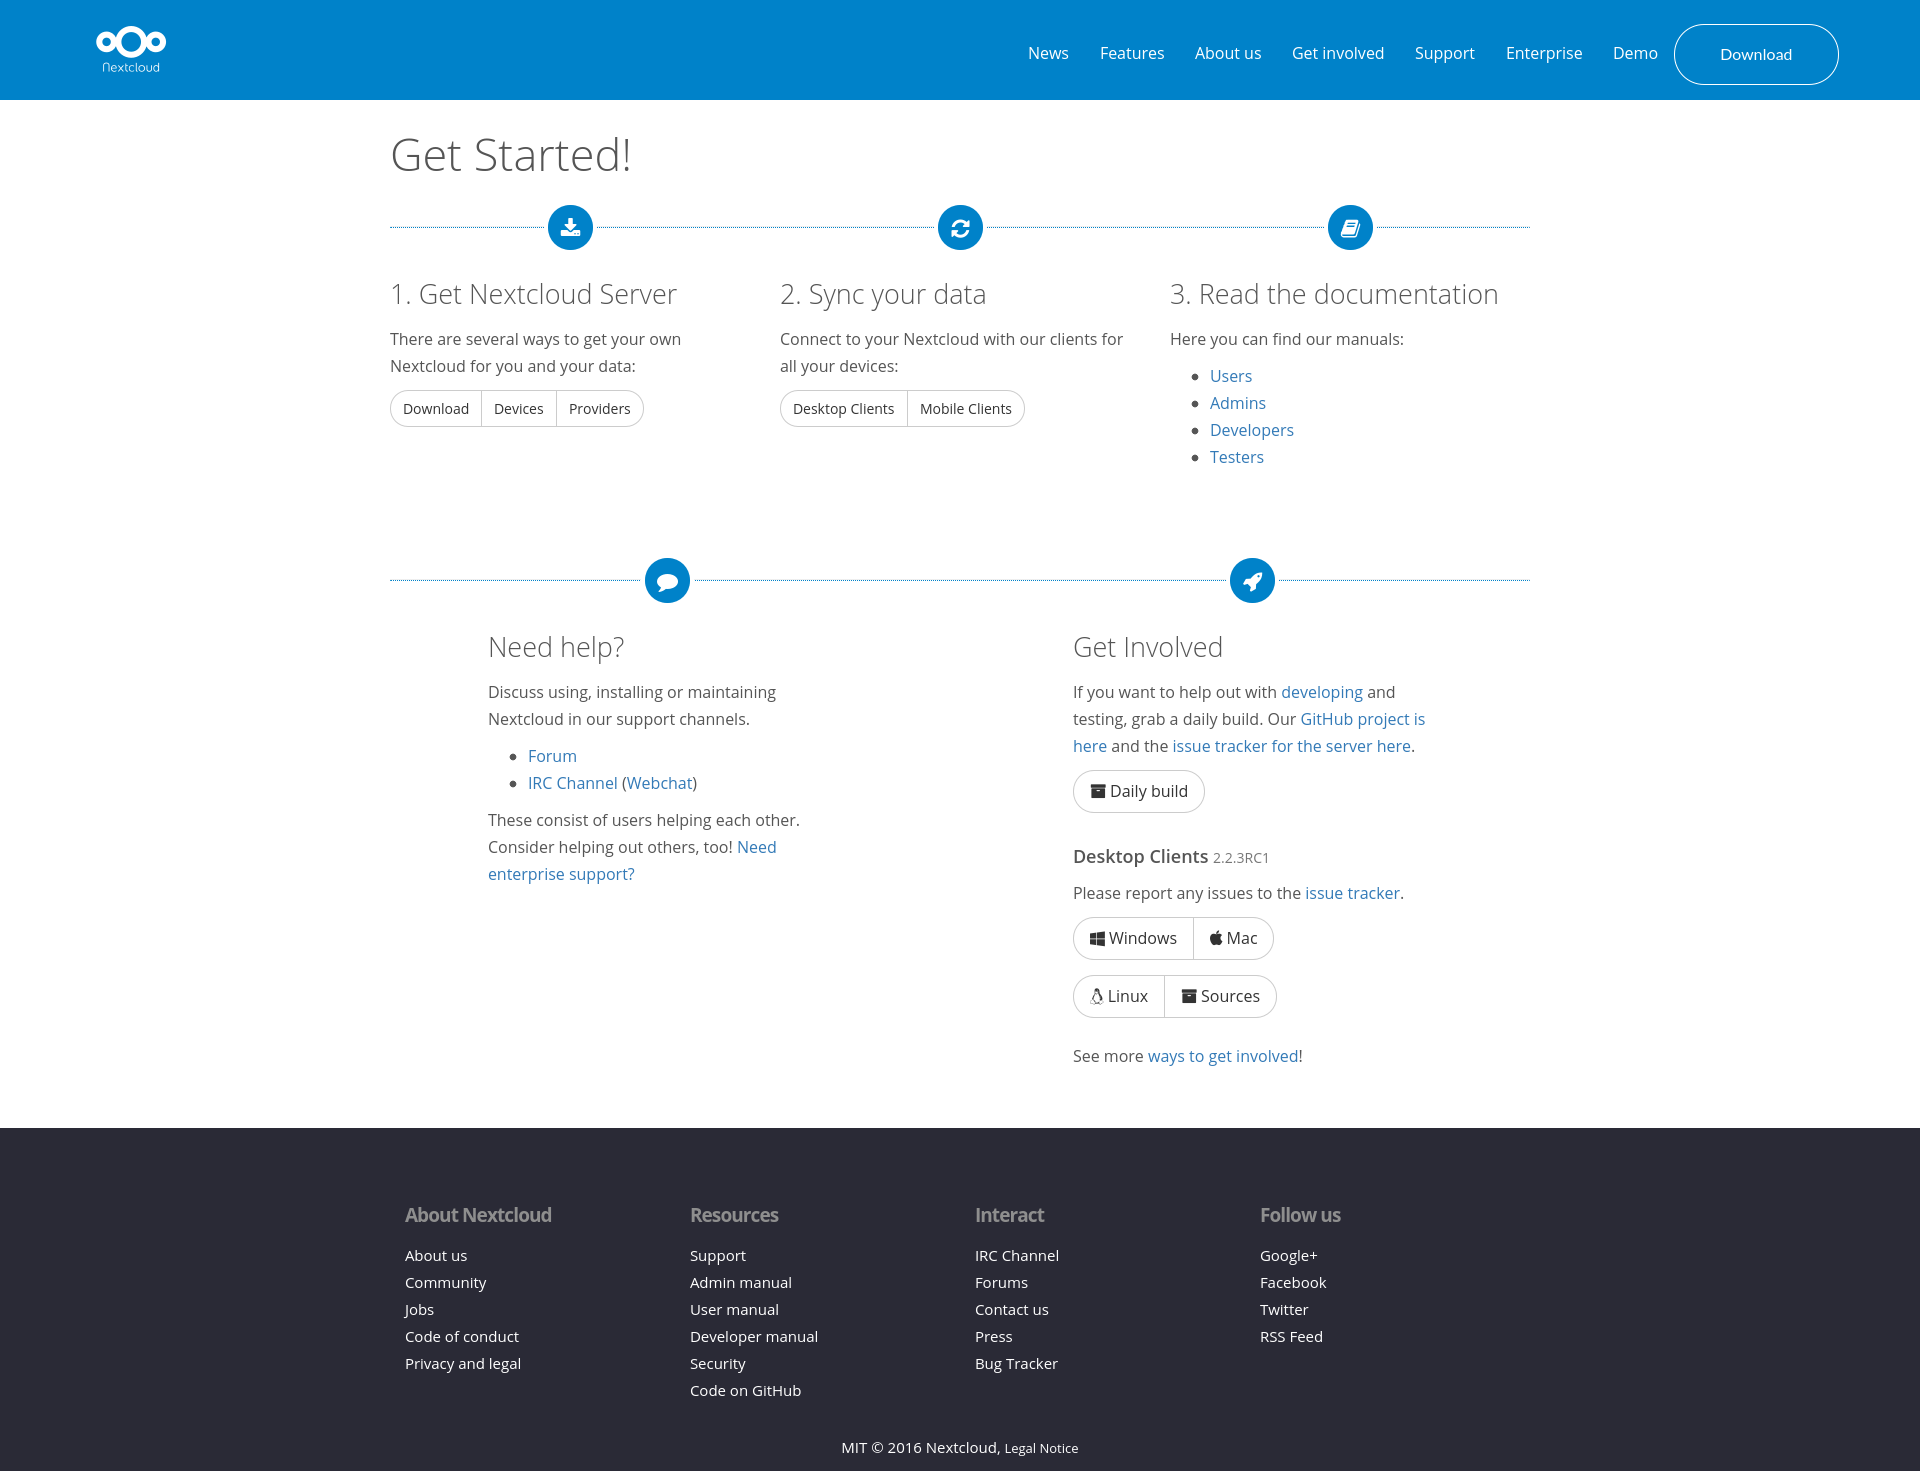 Nextcloud
News Features About us Get involved Support Enterprise Demo Download
Get Started!
1. Get Nextcloud Server
There are several ways to get your own
Nextcloud for you and your data:
Download Devices Providers
2. Sync your data
Connect to your Nextcloud with our clients for
all your devices:
Desktop Clients Mobile Clients
3. Read the documentation
Here you can find our manuals:
Users
Admins
Developers
Testers
Need help?
Discuss using, installing or maintaining
Nextcloud in our support channels.
Forum
IRC Channel (Webchat)
These consist of users helping each other.
Consider helping out others, too! Need
enterprise support?
Get Involved
If you want to help out with developing and
testing, grab a daily build. Our GitHub project is
here and the issue tracker for the server here.
Daily build
Desktop Clients 2.2.3RC1
Please report any issues to the issue tracker.
Windows Mac
Linux Sources
See more ways to get involved!
About Nextcloud
About us
Community
Jobs
Code of conduct
Privacy and legal
Resources
Support
Admin manual
User manual
Developer manual
Security
Code on GitHub
Interact
IRC Channel
Forums
Contact us
Press
Bug Tracker
Follow us
Google+
Facebook
Twitter
RSS Feed
MIT © 2016 Nextcloud, Legal Notice